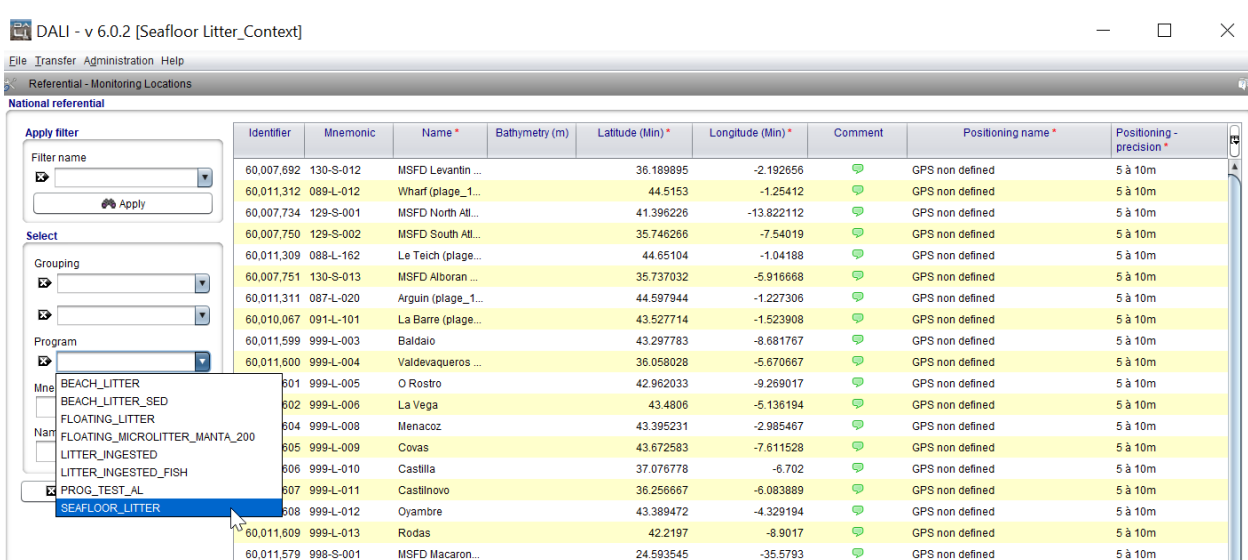 DALI - v 6.0.2 [Seafloor Litter_Context]
File Transfer Administration Help
Referential - Monitoring Locations
National referential
Apply filter
Filter name
Apply
Select
Grouping
Program
BEACH_LITTER
BEACH_LITTER_SED
FLOATING_LITTER
FLOATING_MICROLITTER_MANTA_200
LITTER_INGESTED
LITTER_INGESTED_FISH
PROG_TEST_AL
SEAFLOOR_LITTER
Identifier Mnemonic Name * Bathymetry (m) Latitude (Min) * Longitude (Min) * Comment Positioning name * Positioning - precision *
60,007,692 130-S-012 MSFD Levantin ... 36.189895 -2.192656 GPS non defined 5 à 10m
60,011,312 089-L-012 Wharf (plage_1... 44.5153 -1.25412 GPS non defined 5 à 10m
60,007,734 129-S-001 MSFD North Atl... 41.396226 -13.822112 GPS non defined 5 à 10m
60,007,750 129-S-002 MSFD South Atl... 35.746266 -7.54019 GPS non defined 5 à 10m
60,011,309 088-L-162 Le Teich (plage... 44.65104 -1.04188 GPS non defined 5 à 10m
60,007,751 130-S-013 MSFD Alboran ... 35.737032 -5.916668 GPS non defined 5 à 10m
60,011,311 087-L-020 Arguin (plage_1... 44.597944 -1.227306 GPS non defined 5 à 10m
60,010,067 091-L-101 La Barre (plage... 43.527714 -1.523908 GPS non defined 5 à 10m
60,011,599 999-L-003 Baldaio 43.297783 -8.681767 GPS non defined 5 à 10m
60,011,600 999-L-004 Valdevaqueros ... 36.058028 -5.670667 GPS non defined 5 à 10m
601 999-L-005 O Rostro 42.962033 -9.269017 GPS non defined 5 à 10m
602 999-L-006 La Vega 43.4806 -5.136194 GPS non defined 5 à 10m
604 999-L-008 Menacoz 43.395231 -2.985467 GPS non defined 5 à 10m
605 999-L-009 Covas 43.672583 -7.611528 GPS non defined 5 à 10m
606 999-L-010 Castilla 37.076778 -6.702 GPS non defined 5 à 10m
607 999-L-011 Castilnovo 36.256667 -6.083889 GPS non defined 5 à 10m
608 999-L-012 Oyambre 43.389472 -4.329194 GPS non defined 5 à 10m
60,011,609 999-L-013 Rodas 42.2197 -8.9017 GPS non defined 5 à 10m
60,011,579 998-S-001 MSFD Macaron... 24.593545 -35.5793 GPS non defined 5 à 10m